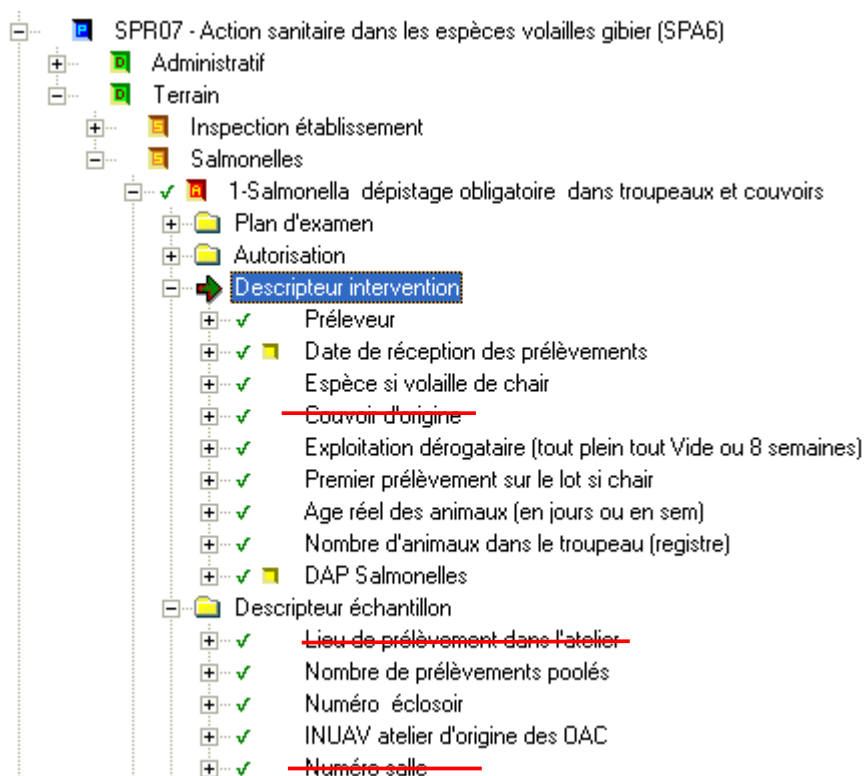 SPR07 - Action sanitaire dans les espèces volailles gibier (SPA6)
Administratif
Terrain
Inspection établissement
Salmonelles
1-Salmonella dépistage obligatoire dans troupeaux et couvoirs
Plan d'examen
Autorisation
Descripteur intervention
Préleveur
Date de réception des prélèvements
Espèce si volaille de chair
Couvoir d'origine
Exploitation dérogataire (tout plein tout Vide ou 8 semaines)
Premier prélèvement sur le lot si chair
Age réel des animaux (en jours ou en sem)
Nombre d'animaux dans le troupeau (registre)
DAP Salmonelles
Descripteur échantillon
Lieu de prélèvement dans l'atelier
Nombre de prélèvements poolés
Numéro éclosoir
INUAV atelier d'origine des OAC
Numéro salle